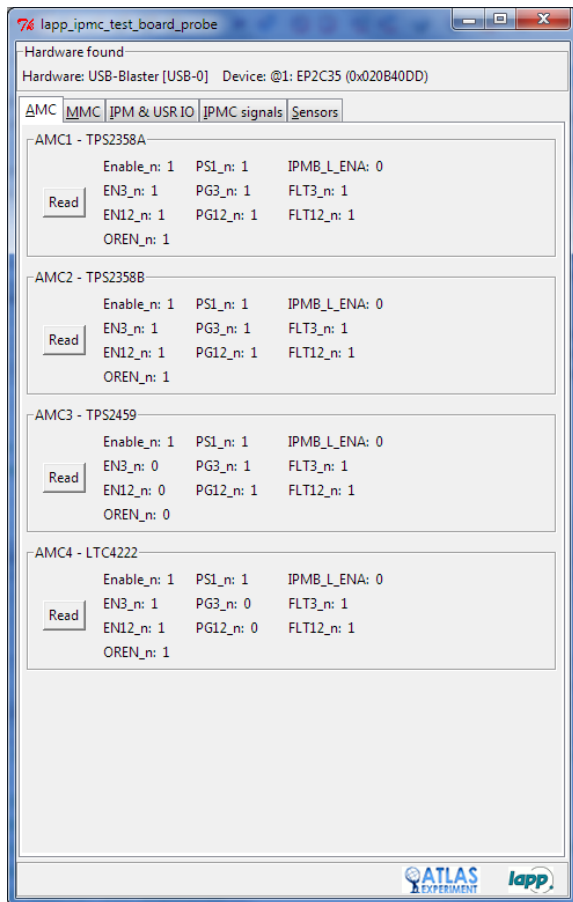 lapp_ipmc_test_board_probe
Hardware found
Hardware: USB-Blaster [USB-0] Device: @1: EP2C35 (0x020B40DD)
AMC MMC IPM & USR IO IPMC signals Sensors
AMC1 - TPS2358A
Enable_n: 1 PS1_n: 1 IPMB_L_ENA: 0
Read
EN3_n: 1 PG3_n: 1 FLT3_n: 1
EN12_n: 1 PG12_n: 1 FLT12_n: 1
OREN_n: 1
AMC2 - TPS2358B
Enable_n: 1 PS1_n: 1 IPMB_L_ENA: 0
Read
EN3_n: 1 PG3_n: 1 FLT3_n: 1
EN12_n: 1 PG12_n: 1 FLT12_n: 1
OREN_n: 1
AMC3 - TPS2459
Enable_n: 1 PS1_n: 1 IPMB_L_ENA: 0
Read
EN3_n: 0 PG3_n: 1 FLT3_n: 1
EN12_n: 0 PG12_n: 1 FLT12_n: 1
OREN_n: 0
AMC4 - LTC4222
Enable_n: 1 PS1_n: 1 IPMB_L_ENA: 0
Read
EN3_n: 1 PG3_n: 0 FLT3_n: 1
EN12_n: 1 PG12_n: 0 FLT12_n: 1
OREN_n: 1
ATLAS
EXPERIMENT
lapp